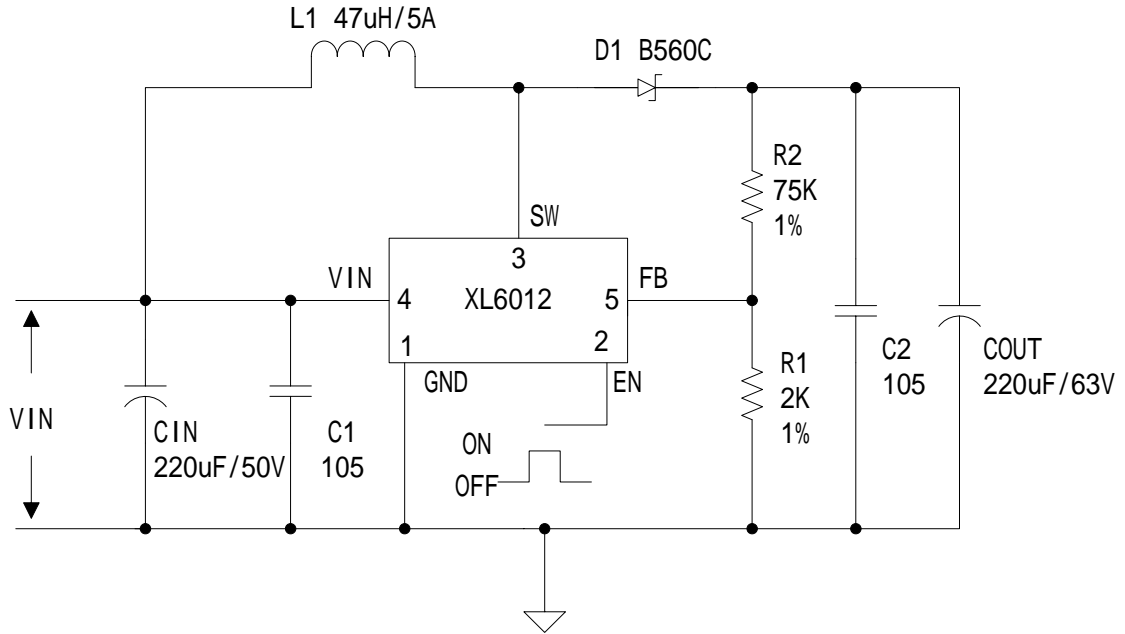 L1 47uH/5A
D1 B560C
R2
75K
1%
SW
3
VIN
4
XL6012
5
FB
1
2
GND
EN
VIN
CIN
220uF/50V
C1
105
ON
OFF
R1
2K
1%
C2
105
COUT
220uF/63V